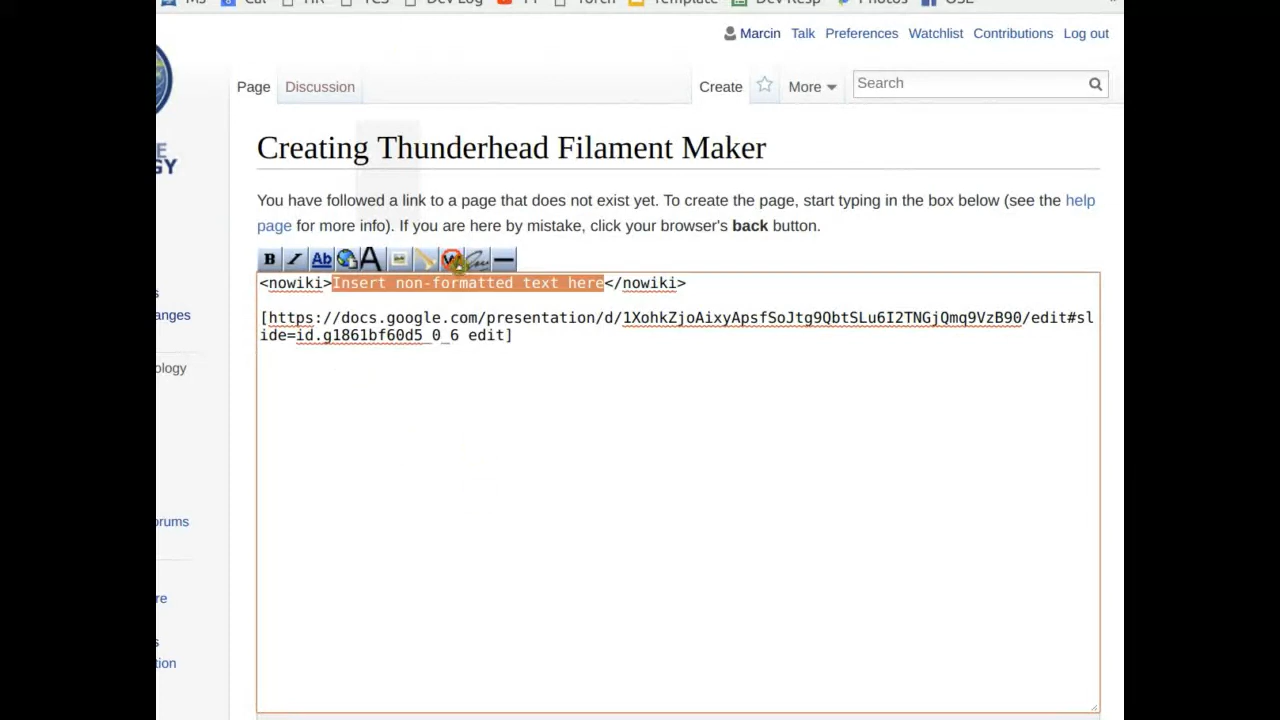 Marcin Talk Preferences Watchlist Contributions Log out
Page Discussion Create More Search
Creating Thunderhead Filament Maker
You have followed a link to a page that does not exist yet. To create the page, start typing in the box below (see the help
page for more info). If you are here by mistake, click your browser's back button.
B I Ab A
<nowiki>Insert non-formatted text here</nowiki>
[https://docs.google.com/presentation/d/1XohkZjoAixyApsfSoJtg9QbtSLu6I2TNGjQmq9VzB90/edit#sl
ide=id.g1861bf60d5_0_6 edit]
GY
anges
ology
orums
re
tion